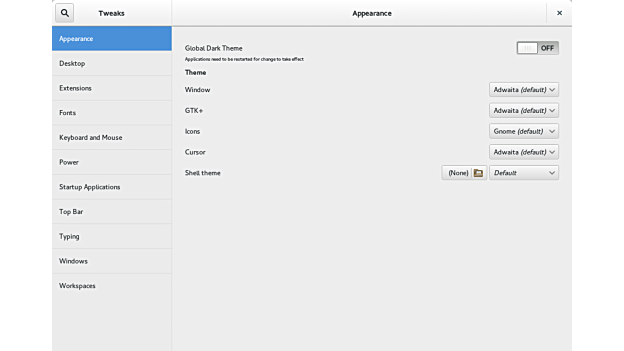 Tweaks
Appearance
Appearance
Desktop
Extensions
Fonts
Keyboard and Mouse
Power
Startup Applications
Top Bar
Typing
Windows
Workspaces
Global Dark Theme OFF
Applications need to be restarted for change to take effect
Theme
Window Adwaita (default)
GTK+ Adwaita (default)
Icons Gnome (default)
Cursor Adwaita (default)
Shell theme (None) Default